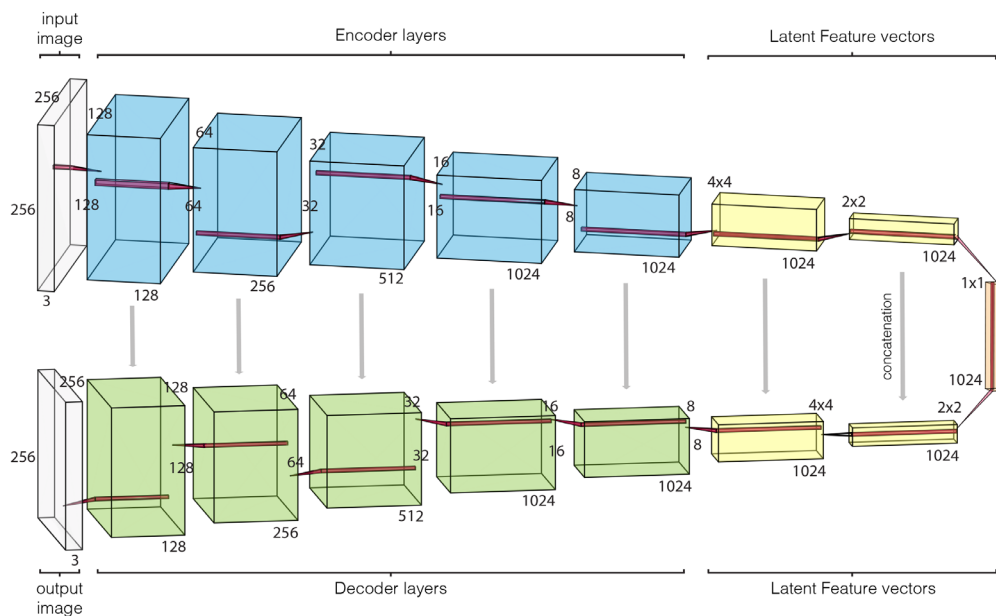 input
image
Encoder layers
Latent Feature vectors
256
256
3
128
128
128
64
64
256
32
32
512
16
16
1024
8
8
1024
4x4
1024
2x2
1024
1x1
1024
concatenation
256
256
3
128
128
128
64
64
256
32
32
512
16
16
1024
8
8
1024
4x4
1024
2x2
1024
output
image
Decoder layers
Latent Feature vectors